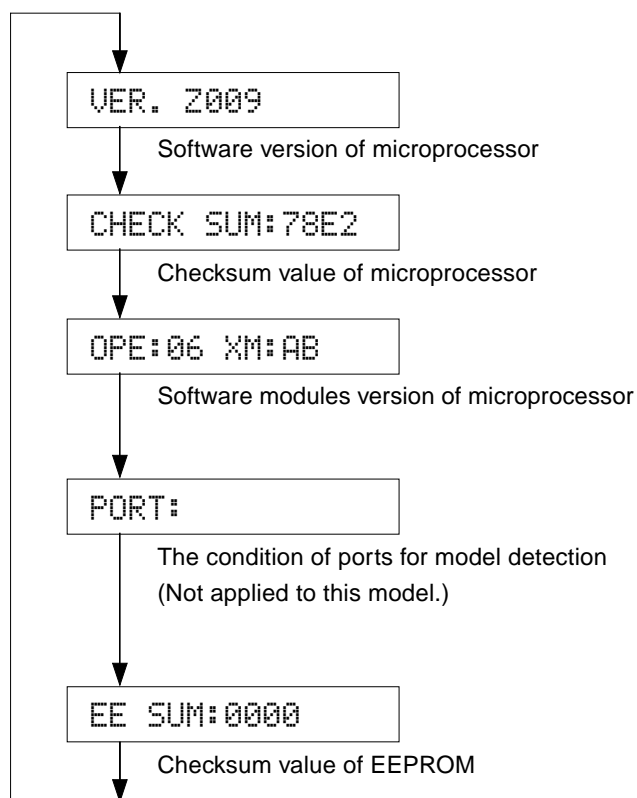 VER. Z009
Software version of microprocessor
CHECK SUM:78E2
Checksum value of microprocessor
OPE:06 XM:AB
Software modules version of microprocessor
PORT:
The condition of ports for model detection
(Not applied to this model.)
EE SUM:0000
Checksum value of EEPROM